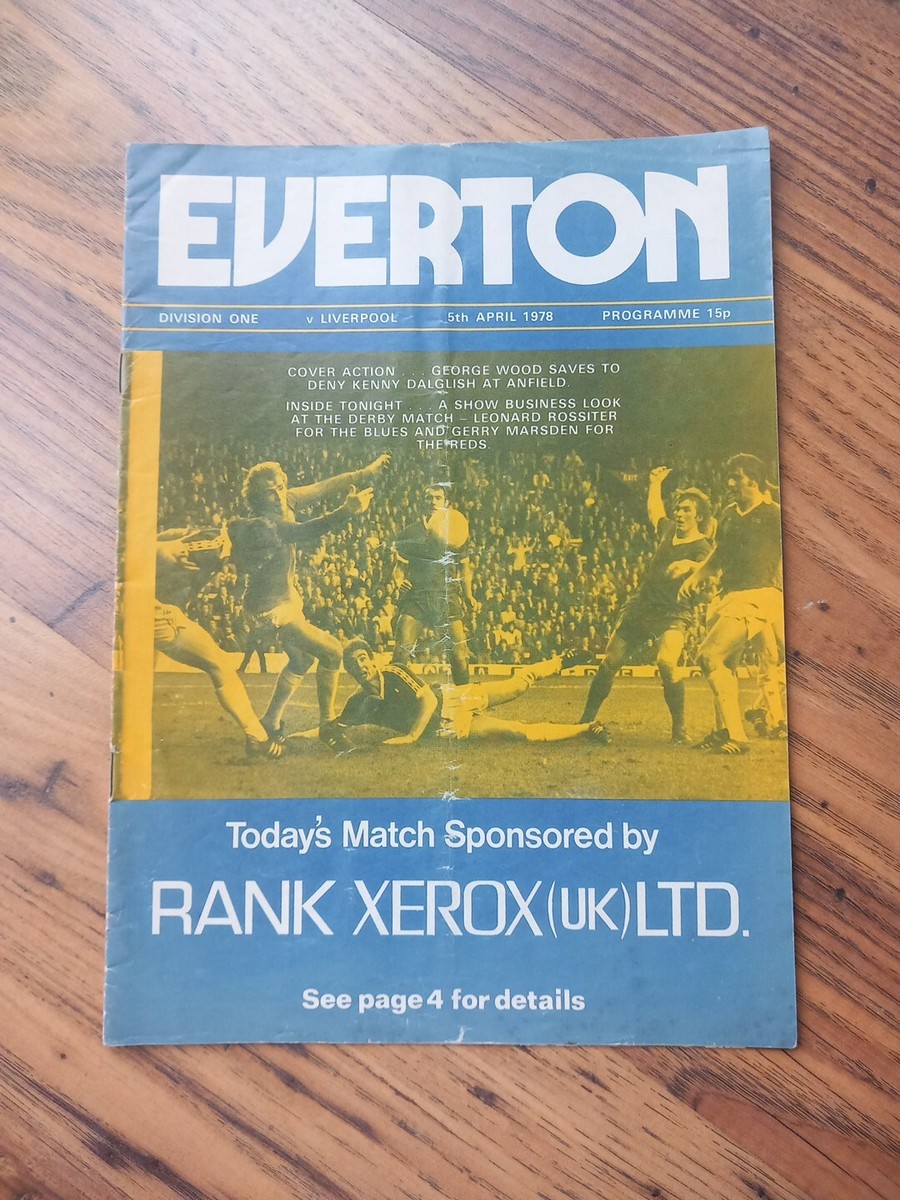 EVERTON
DIVISION ONE v LIVERPOOL 5th APRIL 1978 PROGRAMME 15p
COVER ACTION . . . GEORGE WOOD SAVES TO
DENY KENNY DALGLISH AT ANFIELD.
INSIDE TONIGHT . . . A SHOW BUSINESS LOOK
AT THE DERBY MATCH – LEONARD ROSSITER
FOR THE BLUES AND GERRY MARSDEN FOR
THE REDS.
EXIT
Today's Match Sponsored by
RANK XEROX (UK) LTD.
See page 4 for details